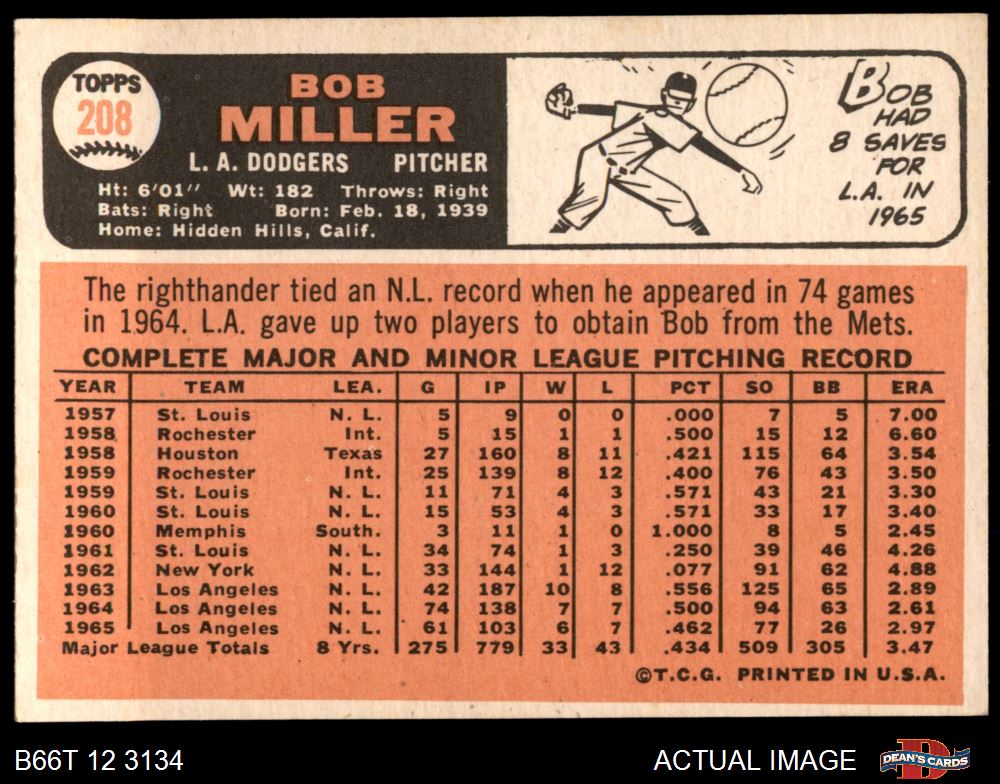 TOPPS
208
BOB
MILLER
L. A. DODGERS PITCHER
Ht: 6'01" Wt: 182 Throws: Right
Bats: Right Born: Feb. 18, 1939
Home: Hidden Hills, Calif.
BOB
HAD
8 SAVES
FOR
L.A. IN
1965
The righthander tied an N.L. record when he appeared in 74 games
in 1964. L.A. gave up two players to obtain Bob from the Mets.
COMPLETE MAJOR AND MINOR LEAGUE PITCHING RECORD
YEAR TEAM LEA. G IP W L PCT SO BB ERA
1957 St. Louis N. L. 5 9 0 0 .000 7 5 7.00
1958 Rochester Int. 5 15 1 1 .500 15 12 6.60
1958 Houston Texas 27 160 8 11 .421 115 64 3.54
1959 Rochester Int. 25 139 8 12 .400 76 43 3.50
1959 St. Louis N. L. 11 71 4 3 .571 43 21 3.30
1960 St. Louis N. L. 15 53 4 3 .571 33 17 3.40
1960 Memphis South. 3 11 1 0 1.000 8 5 2.45
1961 St. Louis N. L. 34 74 1 3 .250 39 46 4.26
1962 New York N. L. 33 144 1 12 .077 91 62 4.88
1963 Los Angeles N. L. 42 187 10 8 .556 125 65 2.89
1964 Los Angeles N. L. 74 138 7 7 .500 94 63 2.61
1965 Los Angeles N. L. 61 103 6 7 .462 77 26 2.97
Major League Totals 8 Yrs. 275 779 33 43 .434 509 305 3.47
©T.C.G. PRINTED IN U.S.A.
B66T 12 3134
ACTUAL IMAGE
D
DEAN'S CARDS